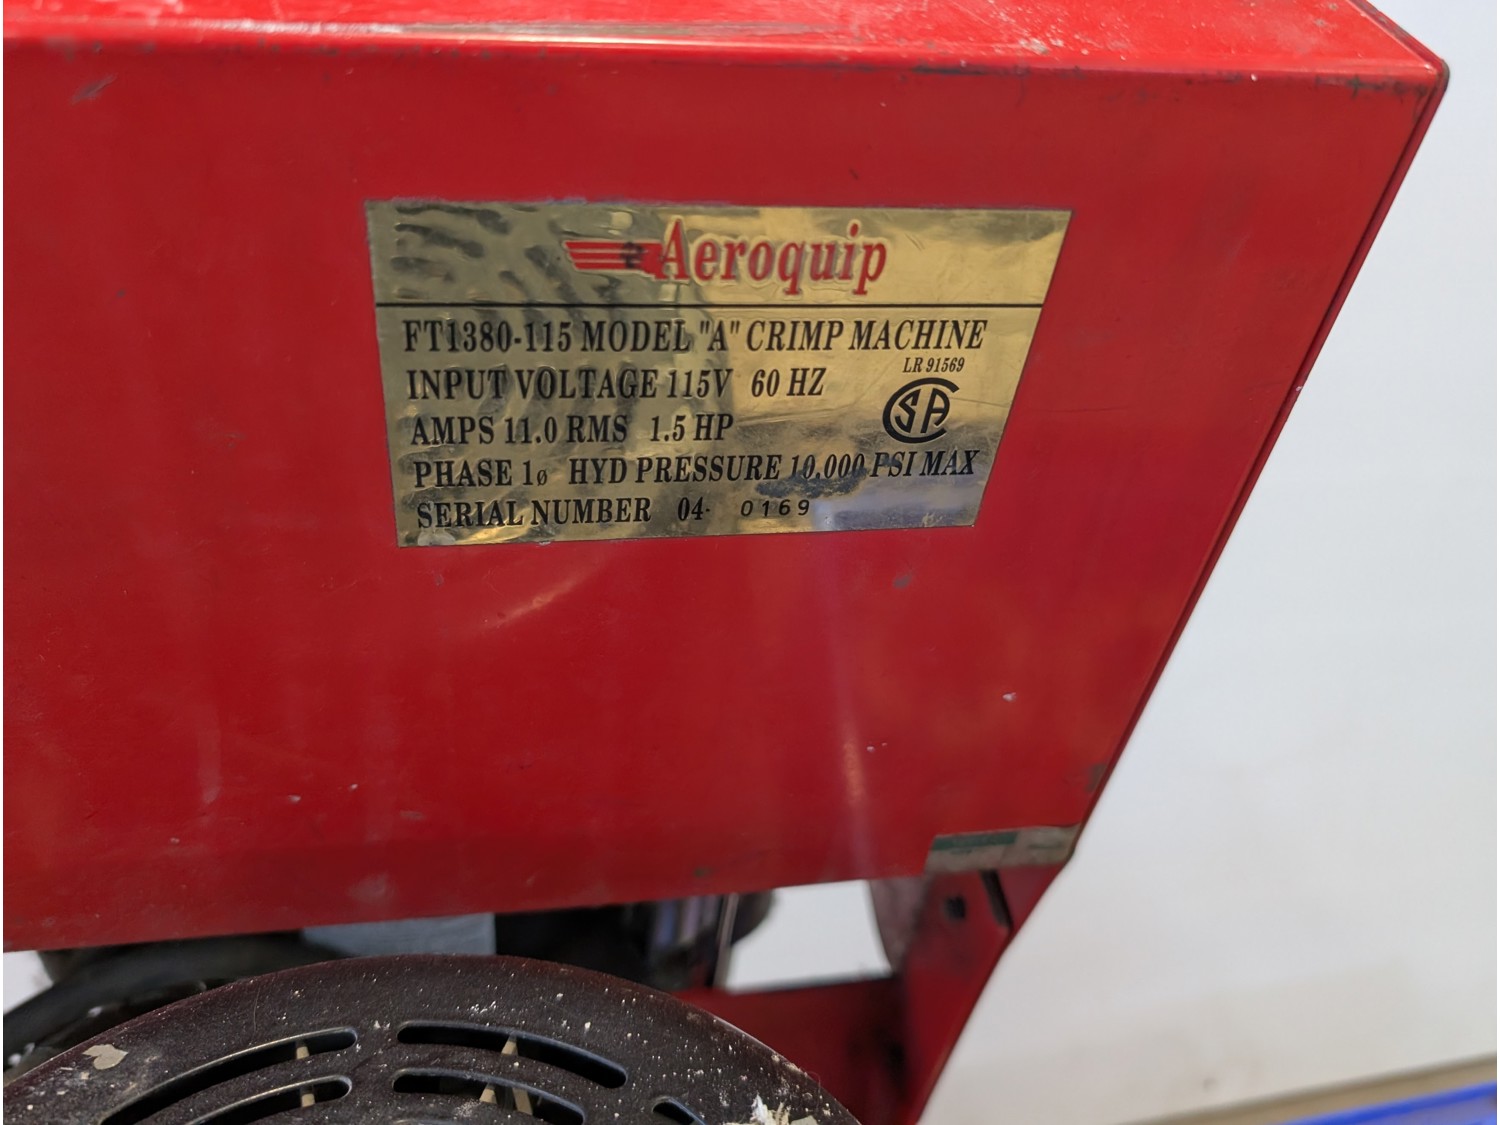 Aeroquip
FT1380-115 MODEL "A" CRIMP MACHINE
INPUT VOLTAGE 115V 60 HZ
LR 91569
CSA
AMPS 11.0 RMS 1.5 HP
PHASE 1ø HYD PRESSURE 10,000 PSI MAX
SERIAL NUMBER 04- 0169